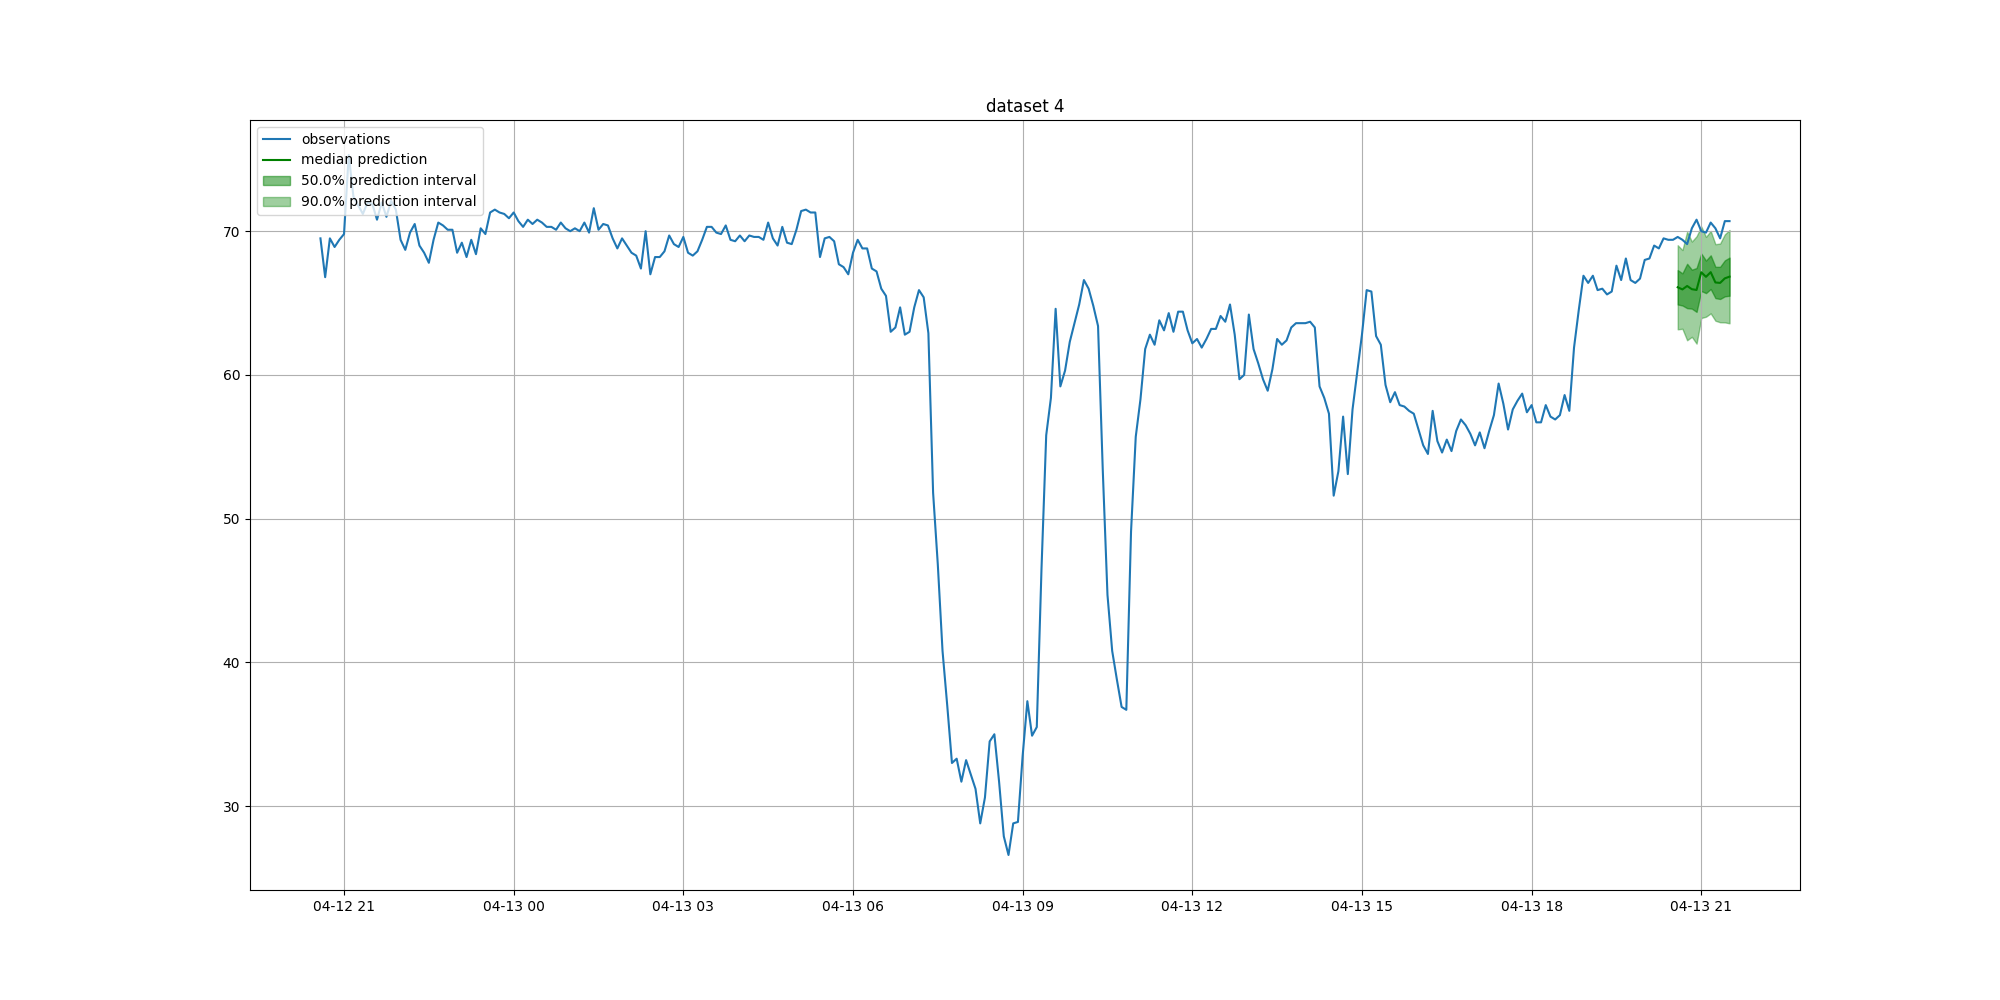 dataset 4
observations
median prediction
50.0% prediction interval
90.0% prediction interval
70
60
50
40
30
04-12 21
04-13 00
04-13 03
04-13 06
04-13 09
04-13 12
04-13 15
04-13 18
04-13 21